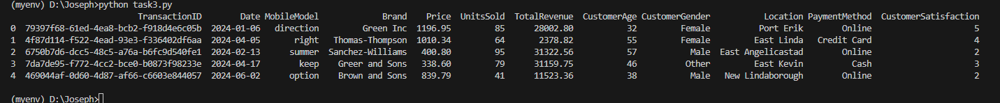 (myenv) D:\Joseph>python task3.py
TransactionID Date MobileModel Brand Price UnitsSold TotalRevenue CustomerAge CustomerGender Location PaymentMethod CustomerSatisfaction
0 79397f68-61ed-4ea8-bcb2-f918d4e6c05b 2024-01-06 direction Green Inc 1196.95 85 28002.80 32 Female Port Erik Online 5
1 4f87d114-f522-4ead-93e3-f336402df6aa 2024-04-05 right Thomas-Thompson 1010.34 64 2378.82 55 Female East Linda Credit Card 4
2 6750b7d6-dcc5-48c5-a76a-b6fc9d540fe1 2024-02-13 summer Sanchez-Williams 400.80 95 31322.56 57 Male East Angelicastad Online 2
3 7da7de95-f772-4cc2-bce0-b0873f98233e 2024-04-17 keep Greer and Sons 338.60 79 31159.75 46 Other East Kevin Cash 3
4 469044af-0d60-4d87-af66-c6603e844057 2024-06-02 option Brown and Sons 839.79 41 11523.36 38 Male New Lindaborough Online 2
(myenv) D:\Joseph>